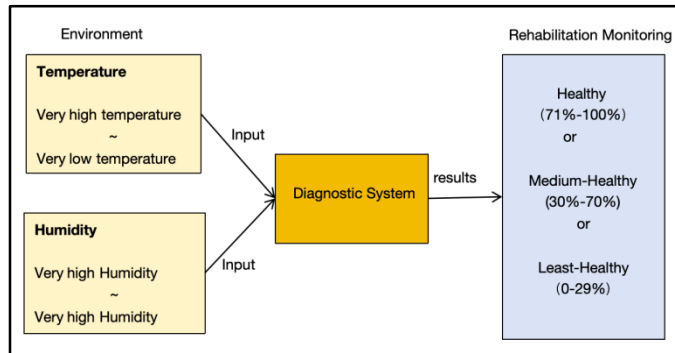 Environment
Temperature
Very high temperature
~
Very low temperature
Humidity
Very high Humidity
~
Very high Humidity
Input
Input
Diagnostic System
results
Rehabilitation Monitoring
Healthy
(71%-100%)
or
Medium-Healthy
(30%-70%)
or
Least-Healthy
(0-29%)